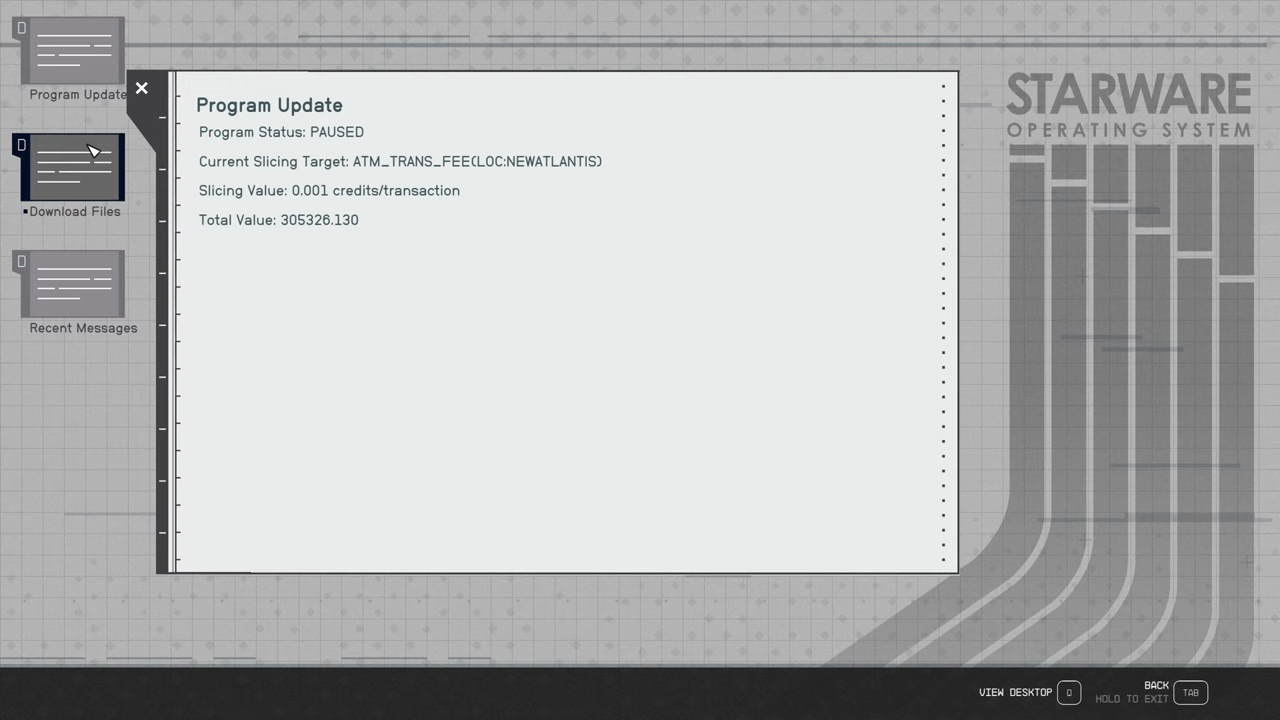 Program Update
Download Files
Recent Messages
Program Update
Program Status: PAUSED
Current Slicing Target: ATM_TRANS_FEE(LOC:NEWATLANTIS)
Slicing Value: 0.001 credits/transaction
Total Value: 305326.130
STARWARE
OPERATING SYSTEM
VIEW DESKTOP Q
BACK
HOLD TO EXIT TAB